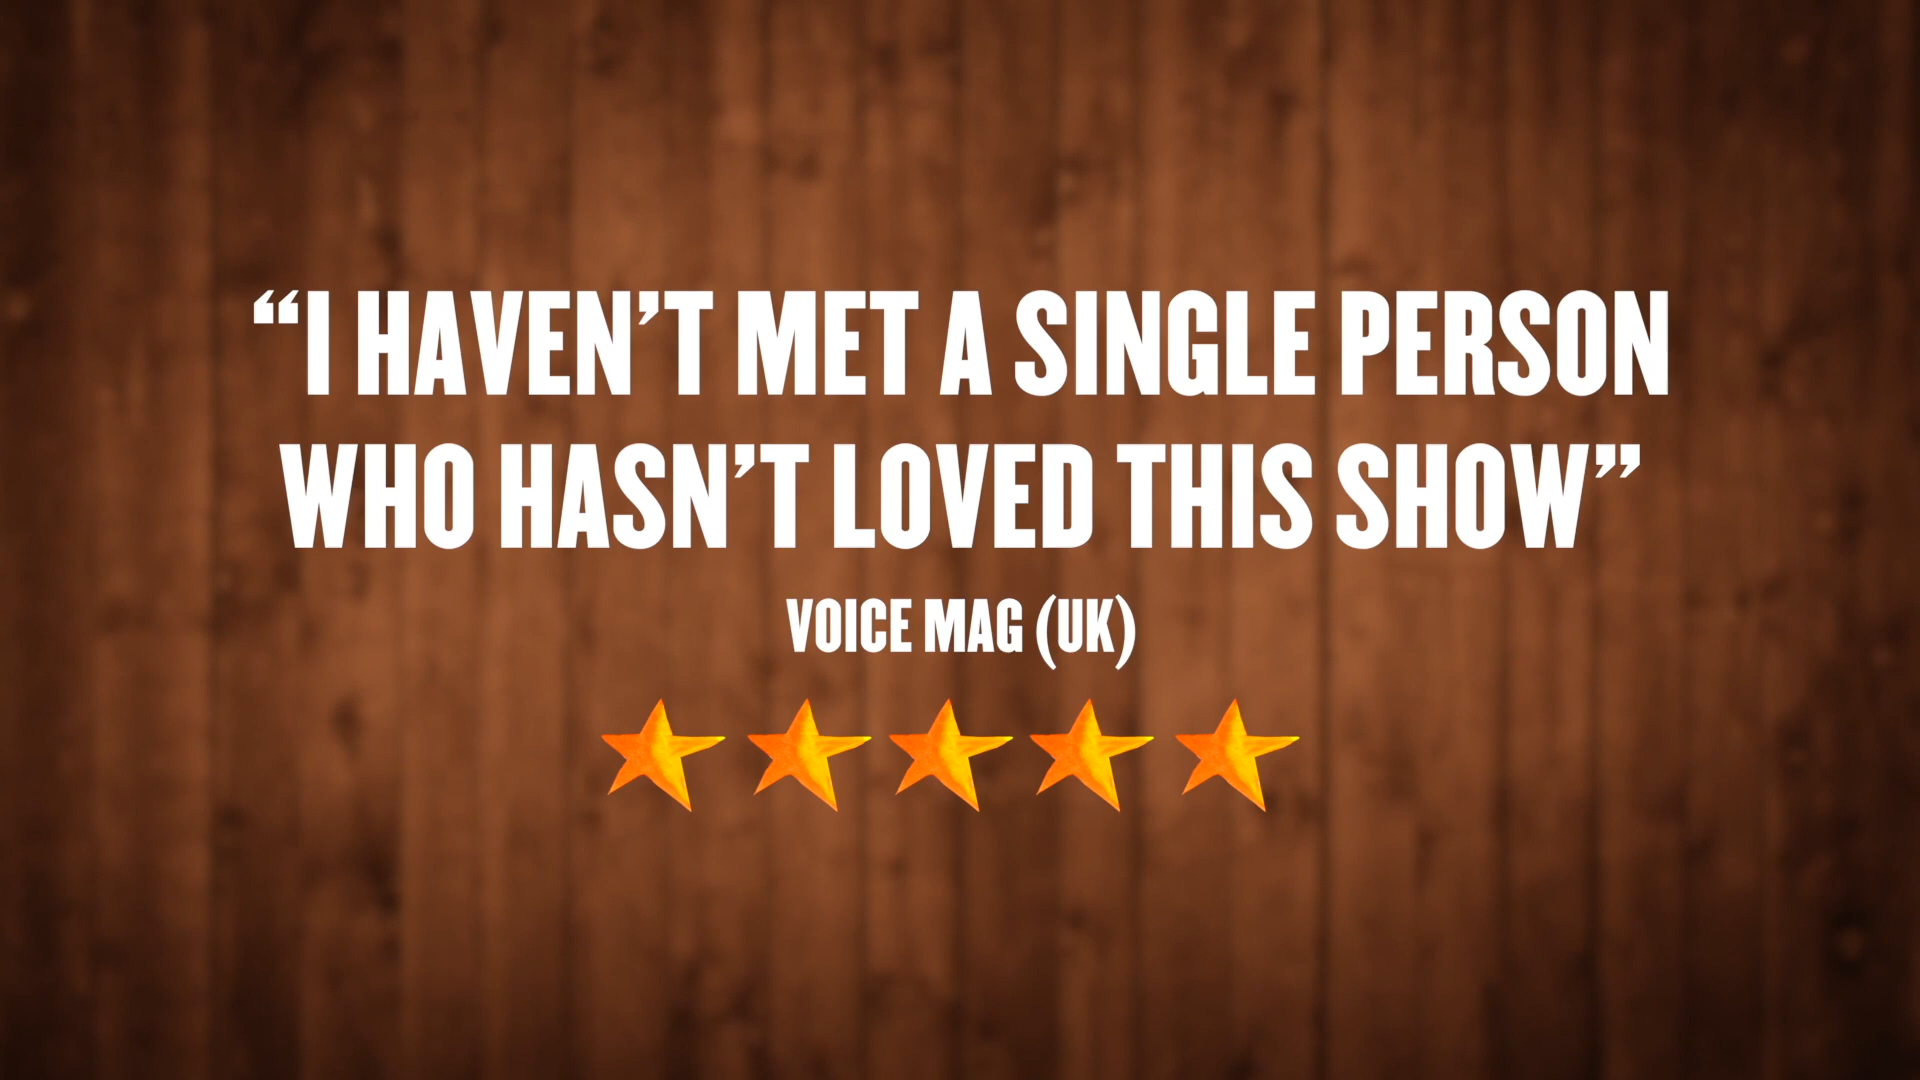 “I HAVEN’T MET A SINGLE PERSON
WHO HASN’T LOVED THIS SHOW”
VOICE MAG (UK)